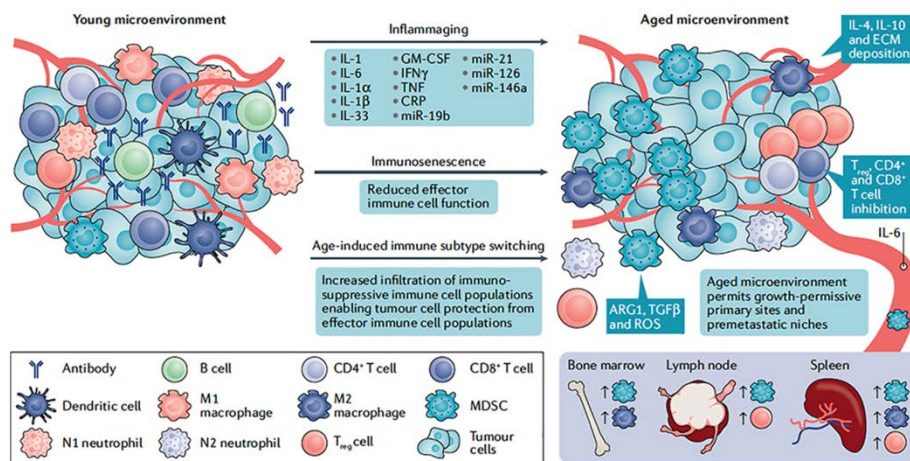 Young microenvironment
Inflammaging
Aged microenvironment
• IL-1
• IL-6
• IL-1α
• IL-1β
• IL-33
• GM-CSF
• IFNγ
• TNF
• CRP
• miR-19b
• miR-21
• miR-126
• miR-146a
IL-4, IL-10
and ECM
deposition
Immunosenescence
Reduced effector
immune cell function
Treg, CD4⁺
and CD8⁺
T cell
inhibition
IL-6
Age-induced immune subtype switching
Increased infiltration of immuno-
suppressive immune cell populations
enabling tumour cell protection from
effector immune cell populations
ARG1, TGFβ
and ROS
Aged microenvironment
permits growth-permissive
primary sites and
premetastatic niches
Antibody
B cell
CD4⁺ T cell
CD8⁺ T cell
Dendritic cell
M1
macrophage
M2
macrophage
MDSC
N1 neutrophil
N2 neutrophil
Treg cell
Tumour
cells
Bone marrow
↑
↑
Lymph node
↑
↑
Spleen
↑
↑
↑